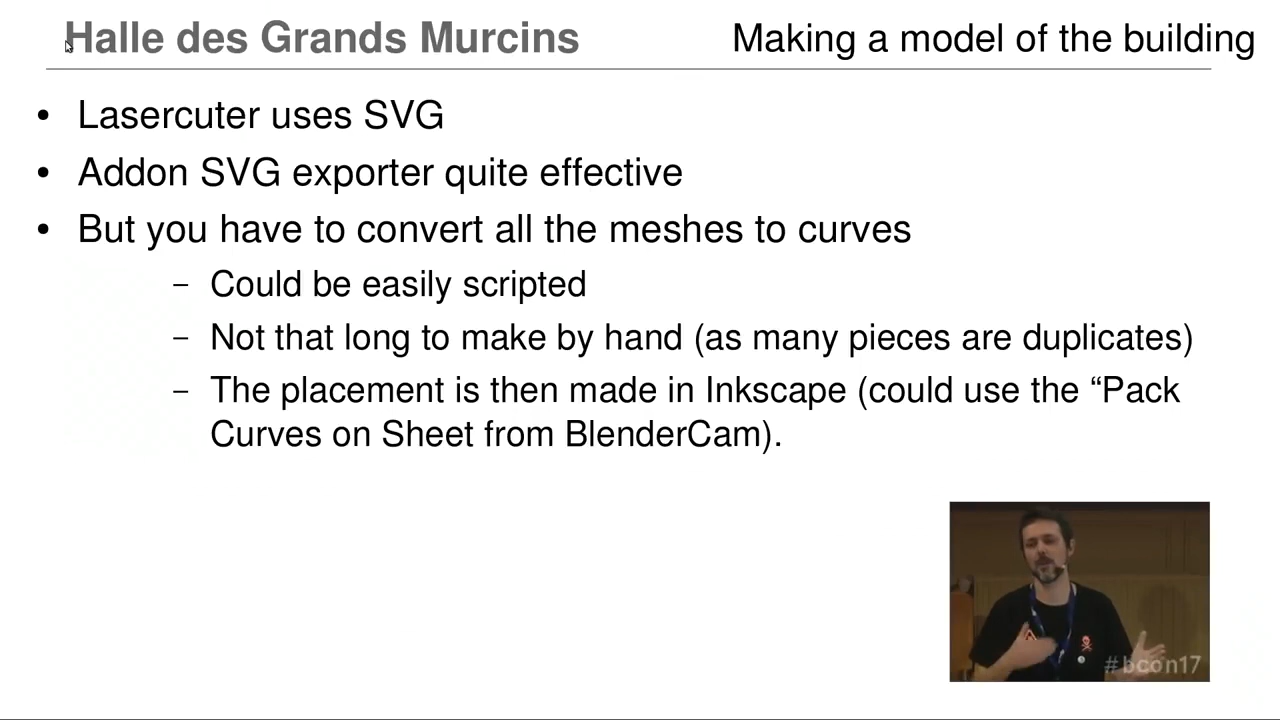 Halle des Grands Murcins
Making a model of the building
• Lasercuter uses SVG
• Addon SVG exporter quite effective
• But you have to convert all the meshes to curves
– Could be easily scripted
– Not that long to make by hand (as many pieces are duplicates)
– The placement is then made in Inkscape (could use the “Pack
Curves on Sheet from BlenderCam).
#bcon17